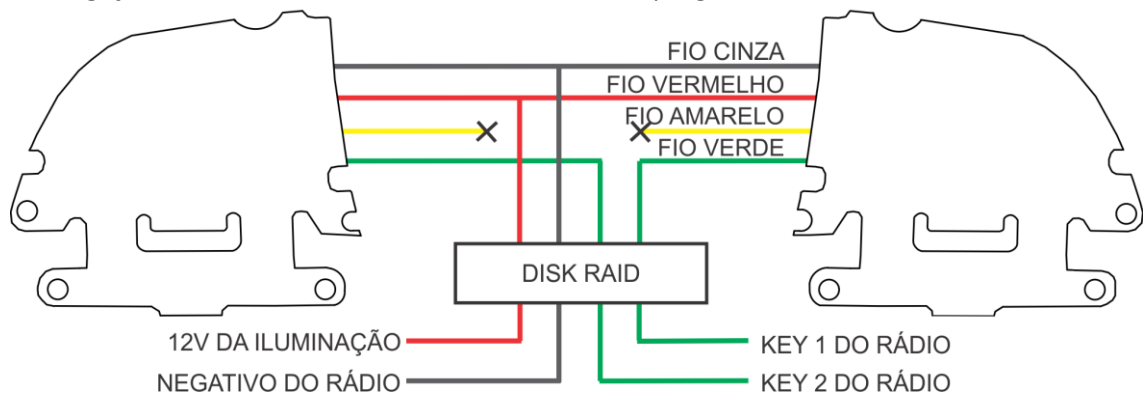 FIO CINZA
FIO VERMELHO
FIO AMARELO
FIO VERDE
DISK RAID
12V DA ILUMINAÇÃO
KEY 1 DO RÁDIO
NEGATIVO DO RÁDIO
KEY 2 DO RÁDIO